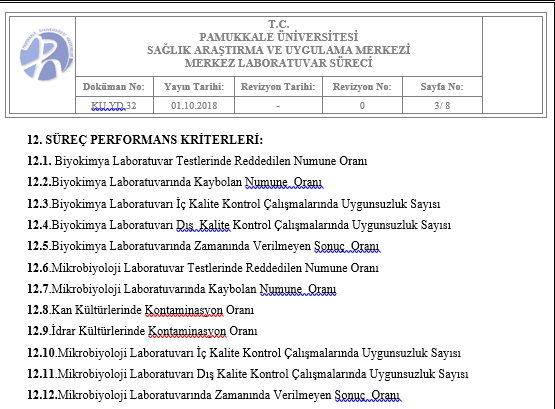 T.C.
PAMUKKALE ÜNİVERSİTESİ
SAĞLIK ARAŞTIRMA VE UYGULAMA MERKEZİ
MERKEZ LABORATUVAR SÜRECİ
Doküman No: Yayın Tarihi: Revizyon Tarihi: Revizyon No: Sayfa No:
KU.YD.32 01.10.2018 - 0 3/ 8
12. SÜREÇ PERFORMANS KRİTERLERİ:
12.1. Biyokimya Laboratuvar Testlerinde Reddedilen Numune Oranı
12.2.Biyokimya Laboratuvarında Kaybolan Numune Oranı
12.3.Biyokimya Laboratuvarı İç Kalite Kontrol Çalışmalarında Uygunsuzluk Sayısı
12.4.Biyokimya Laboratuvarı Dış Kalite Kontrol Çalışmalarında Uygunsuzluk Sayısı
12.5.Biyokimya Laboratuvarında Zamanında Verilmeyen Sonuç Oranı
12.6.Mikrobiyoloji Laboratuvar Testlerinde Reddedilen Numune Oranı
12.7.Mikrobiyoloji Laboratuvarında Kaybolan Numune Oranı
12.8.Kan Kültürlerinde Kontaminasyon Oranı
12.9.İdrar Kültürlerinde Kontaminasyon Oranı
12.10.Mikrobiyoloji Laboratuvarı İç Kalite Kontrol Çalışmalarında Uygunsuzluk Sayısı
12.11.Mikrobiyoloji Laboratuvarı Dış Kalite Kontrol Çalışmalarında Uygunsuzluk Sayısı
12.12.Mikrobiyoloji Laboratuvarında Zamanında Verilmeyen Sonuç Oranı